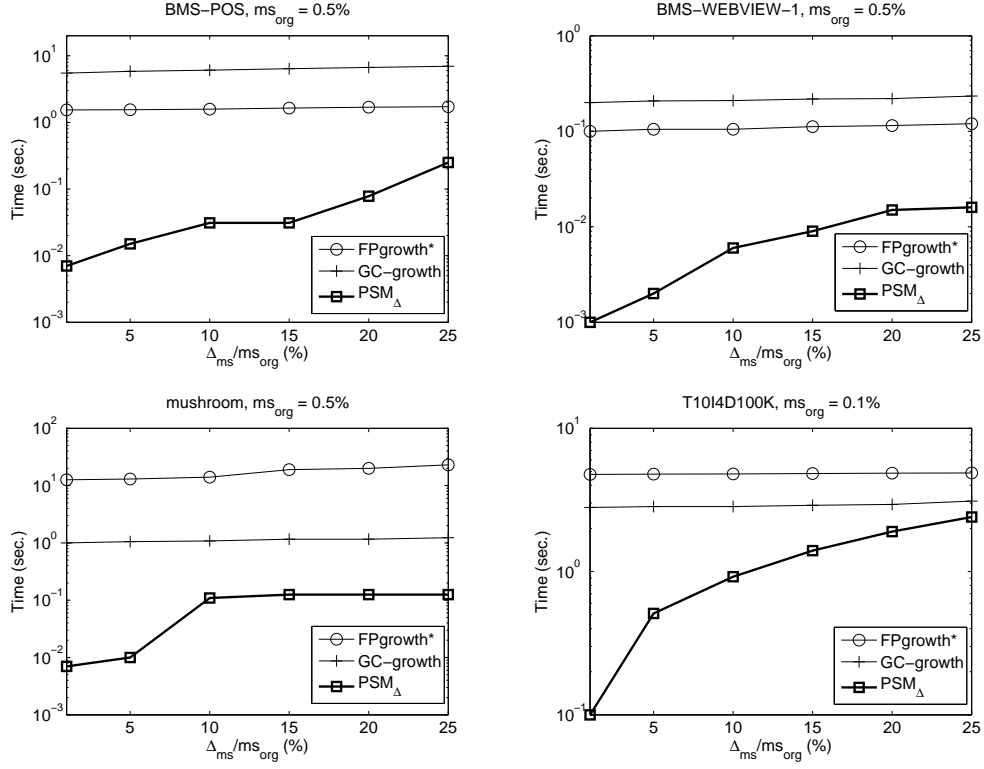 BMS−POS, ms_org = 0.5%
10^1
10^0
10^−1
10^−2
10^−3
Time (sec.)
5 10 15 20 25
Δ_ms/ms_org (%)
FPgrowth*
GC−growth
PSM_Δ
BMS−WEBVIEW−1, ms_org = 0.5%
10^0
10^−1
10^−2
10^−3
Time (sec.)
5 10 15 20 25
Δ_ms/ms_org (%)
FPgrowth*
GC−growth
PSM_Δ
mushroom, ms_org = 0.5%
10^2
10^1
10^0
10^−1
10^−2
10^−3
Time (sec.)
5 10 15 20 25
Δ_ms/ms_org (%)
FPgrowth*
GC−growth
PSM_Δ
T10I4D100K, ms_org = 0.1%
10^1
10^0
10^−1
Time (sec.)
5 10 15 20 25
Δ_ms/ms_org (%)
FPgrowth*
GC−growth
PSM_Δ